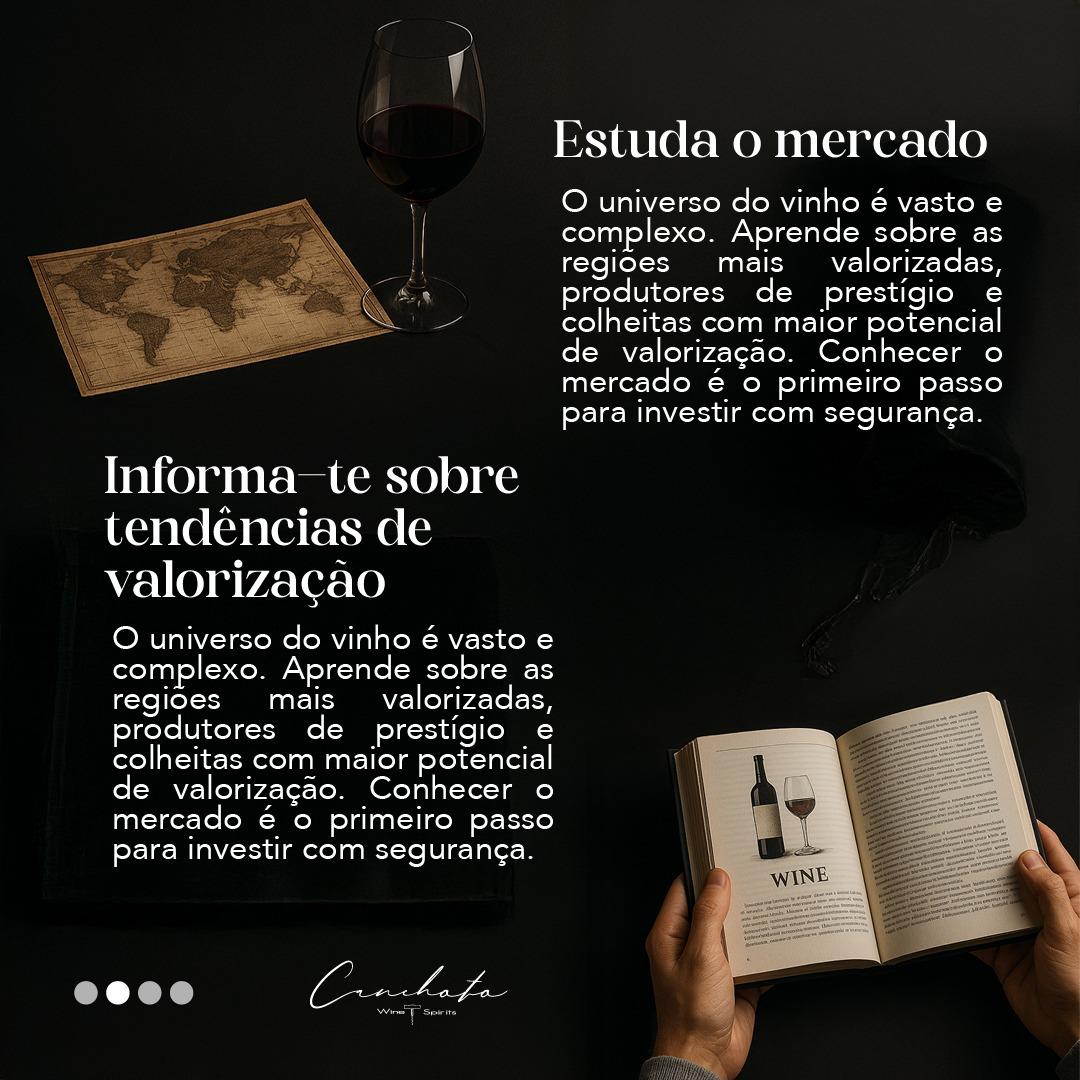 Estuda o mercado
O universo do vinho é vasto e
complexo. Aprende sobre as
regiões mais valorizadas,
produtores de prestígio e
colheitas com maior potencial
de valorização. Conhecer o
mercado é o primeiro passo
para investir com segurança.
Informa-te sobre
tendências de
valorização
O universo do vinho é vasto e
complexo. Aprende sobre as
regiões mais valorizadas,
produtores de prestígio e
colheitas com maior potencial
de valorização. Conhecer o
mercado é o primeiro passo
para investir com segurança.
WINE
Wine Spirits